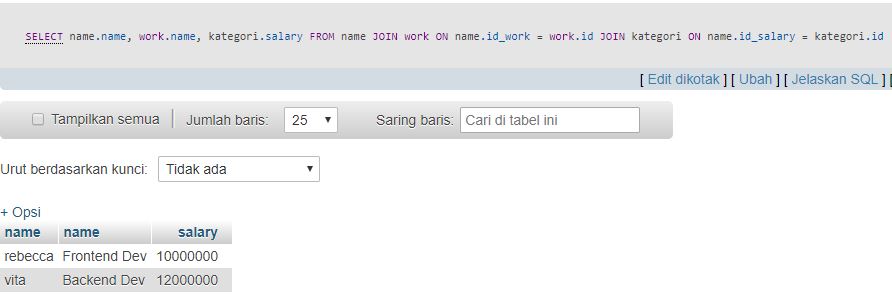 SELECT name.name, work.name, kategori.salary FROM name JOIN work ON name.id_work = work.id JOIN kategori ON name.id_salary = kategori.id
[ Edit dikotak ] [ Ubah ] [ Jelaskan SQL ] [
Tampilkan semua Jumlah baris: 25 Saring baris: Cari di tabel ini
Urut berdasarkan kunci: Tidak ada
+ Opsi
name name salary
rebecca Frontend Dev 10000000
vita Backend Dev 12000000